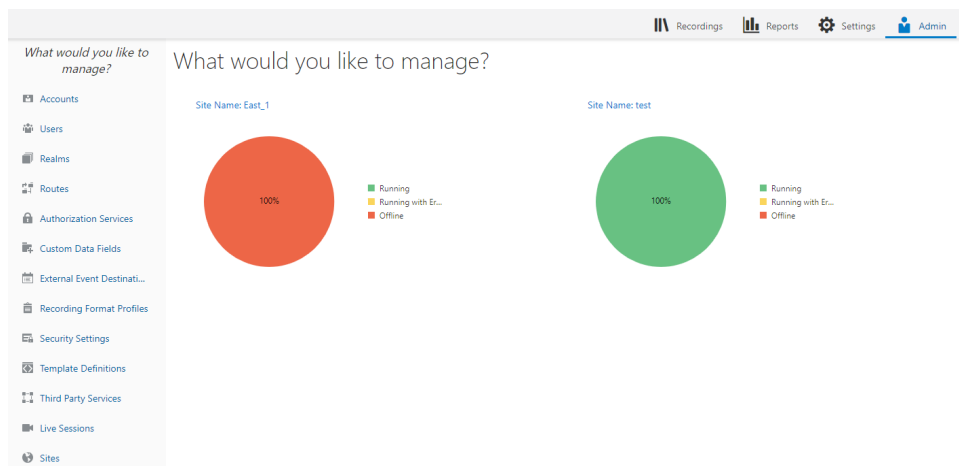 Recordings
Reports
Settings
Admin
What would you like to
manage?
Accounts
Users
Realms
Routes
Authorization Services
Custom Data Fields
External Event Destinati...
Recording Format Profiles
Security Settings
Template Definitions
Third Party Services
Live Sessions
Sites
What would you like to manage?
Site Name: East_1
100%
Running
Running with Er...
Offline
Site Name: test
100%
Running
Running with Er...
Offline